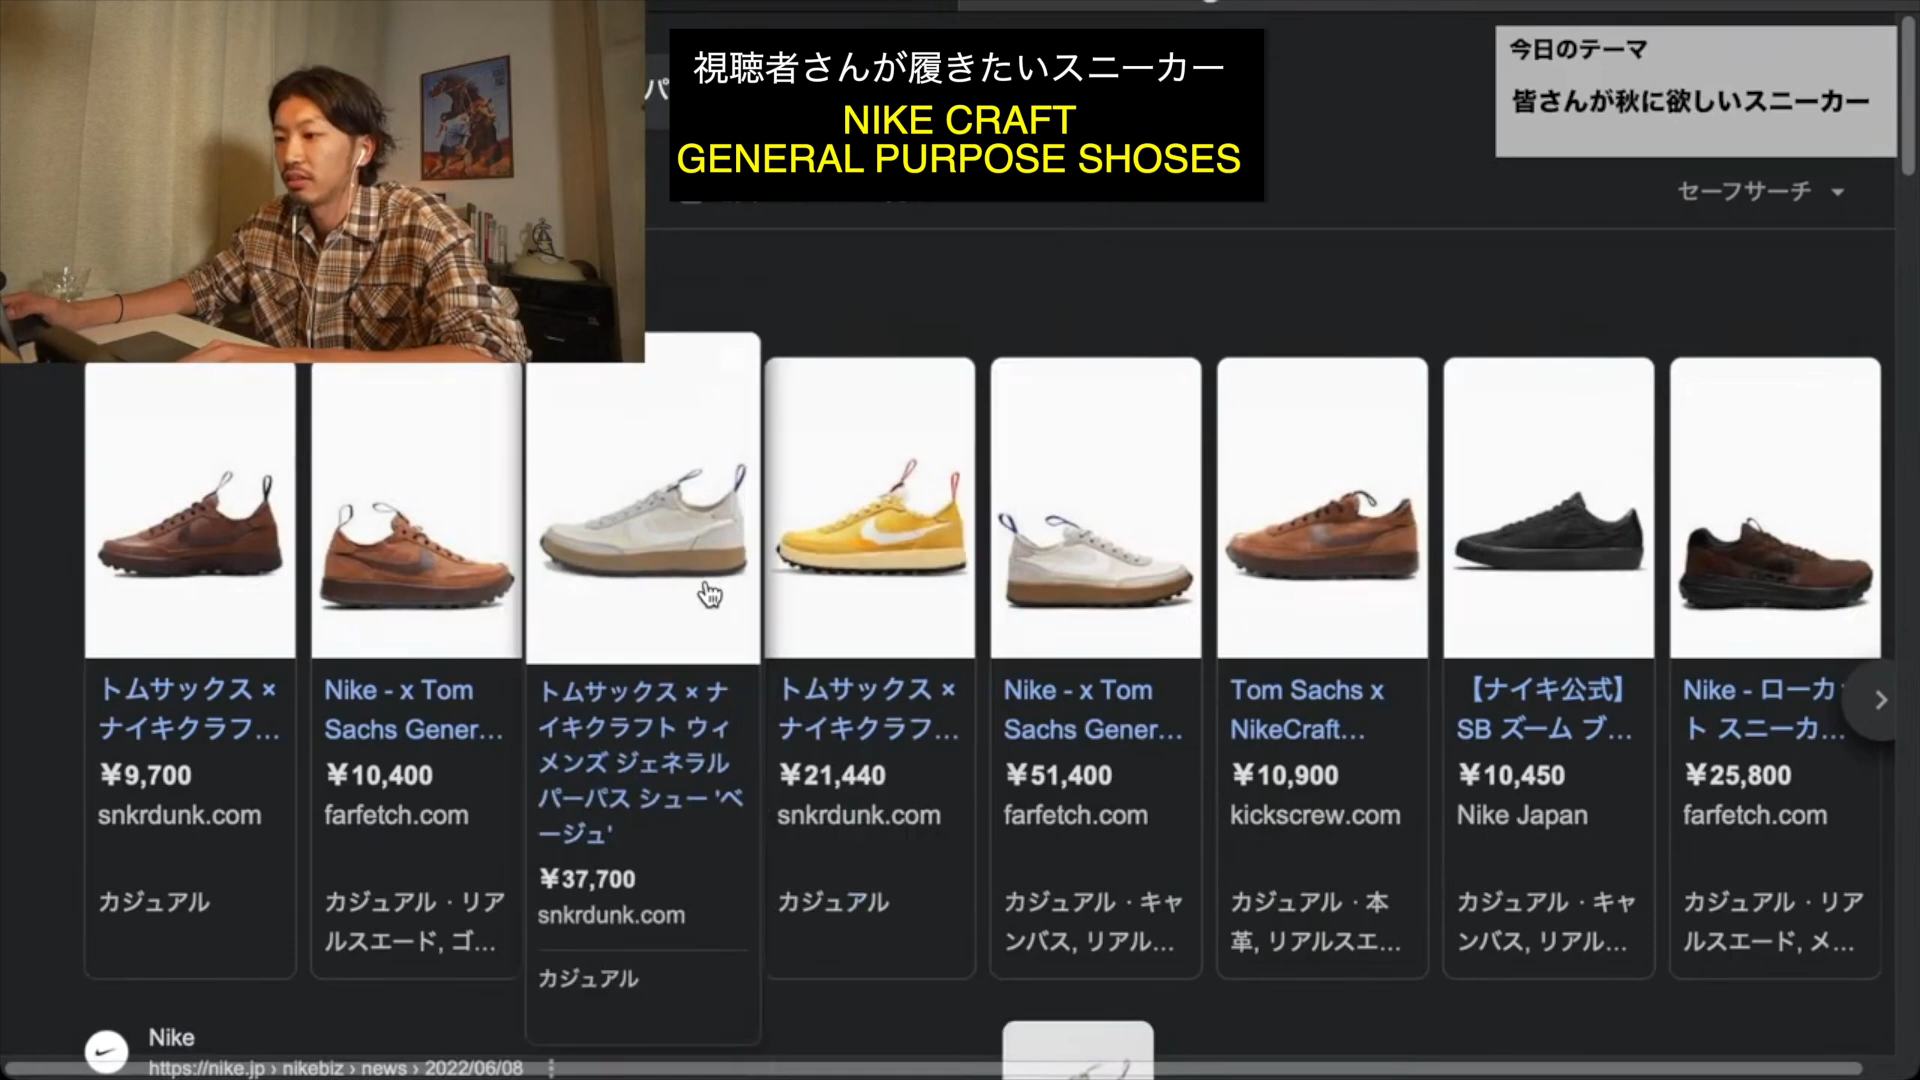 視聴者さんが履きたいスニーカー
NIKE CRAFT
GENERAL PURPOSE SHOSES
今日のテーマ
皆さんが秋に欲しいスニーカー
パ
セーフサーチ
トムサックス ×
ナイキクラフ...
¥9,700
snkrdunk.com
カジュアル
Nike - x Tom
Sachs Gener...
¥10,400
farfetch.com
カジュアル・リア
ルスエード, ゴ...
トムサックス × ナ
イキクラフト ウィ
メンズ ジェネラル
パーパス シュー 'ベ
ージュ'
¥37,700
snkrdunk.com
カジュアル
トムサックス ×
ナイキクラフ...
¥21,440
snkrdunk.com
カジュアル
Nike - x Tom
Sachs Gener...
¥51,400
farfetch.com
カジュアル・キャ
ンバス, リアル...
Tom Sachs x
NikeCraft...
¥10,900
kickscrew.com
カジュアル・本
革, リアルスエ...
【ナイキ公式】
SB ズーム ブ...
¥10,450
Nike Japan
カジュアル・キャ
ンバス, リアル...
Nike - ローカ
ト スニーカ...
¥25,800
farfetch.com
カジュアル・リア
ルスエード, メ...
Nike
https://nike.jp › nikebiz › news › 2022/06/08